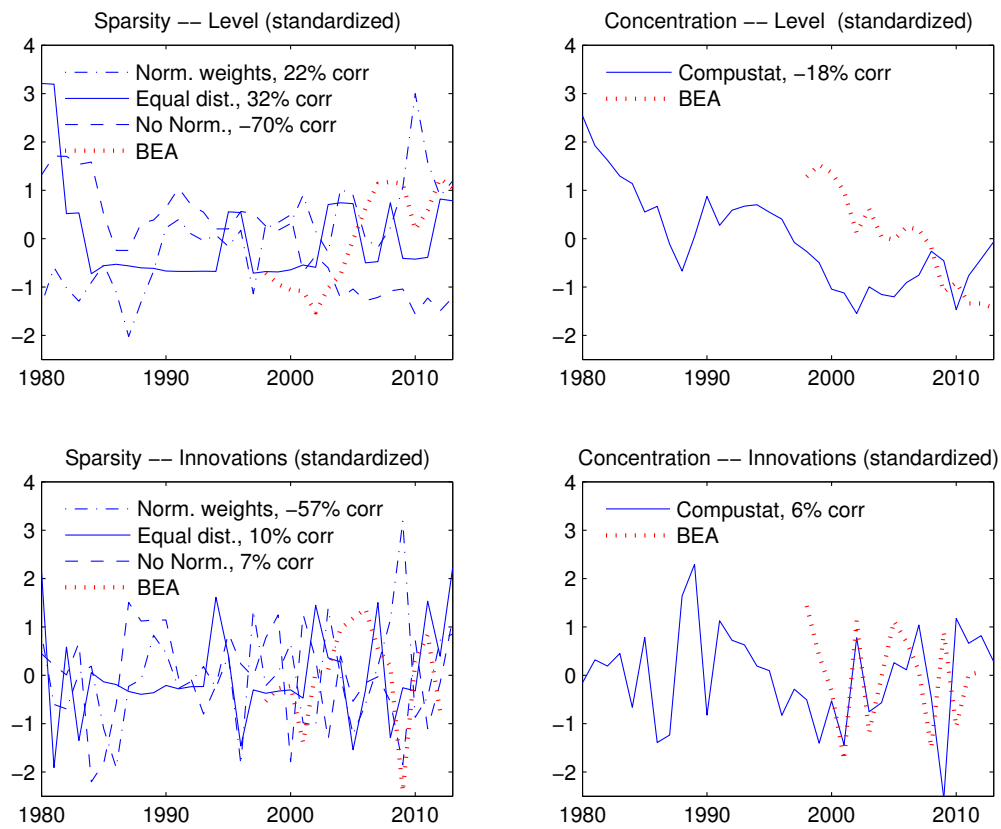 Sparsity −− Level (standardized)
4
3
2
1
0
−1
−2
1980 1990 2000 2010
Norm. weights, 22% corr
Equal dist., 32% corr
No Norm., −70% corr
BEA
Concentration −− Level (standardized)
4
3
2
1
0
−1
−2
1980 1990 2000 2010
Compustat, −18% corr
BEA
Sparsity −− Innovations (standardized)
4
3
2
1
0
−1
−2
1980 1990 2000 2010
Norm. weights, −57% corr
Equal dist., 10% corr
No Norm., 7% corr
BEA
Concentration −− Innovations (standardized)
4
3
2
1
0
−1
−2
1980 1990 2000 2010
Compustat, 6% corr
BEA